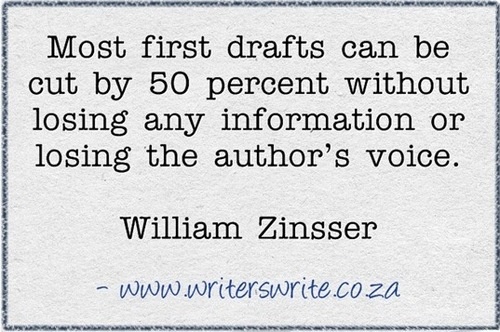 Most first drafts can be
cut by 50 percent without
losing any information or
losing the author's voice.
William Zinsser
- www.writerswrite.co.za